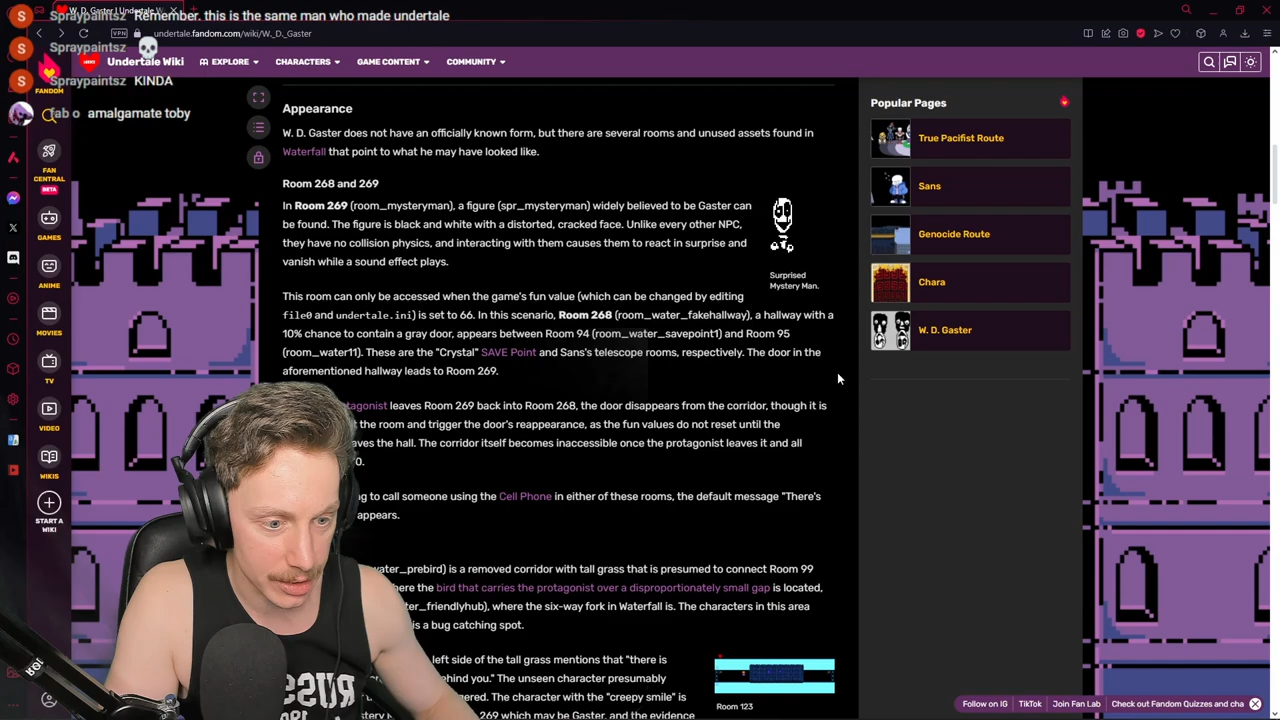 Spraypaintsz Remember. this is the same man who made undertale
Spraypaintsz 💀
Spraypaintsz KINDA
fab o amalgamate toby
W. D. Gaster | Undertale W
VPN undertale.fandom.com/wiki/W._D._Gaster
Undertale Wiki EXPLORE CHARACTERS GAME CONTENT COMMUNITY
FANDOM
FAN CENTRAL
BETA
GAMES
ANIME
MOVIES
TV
VIDEO
WIKIS
START A WIKI
Appearance
W. D. Gaster does not have an officially known form, but there are several rooms and unused assets found in
Waterfall that point to what he may have looked like.
Room 268 and 269
In Room 269 (room_mysteryman), a figure (spr_mysteryman) widely believed to be Gaster can
be found. The figure is black and white with a distorted, cracked face. Unlike every other NPC,
they have no collision physics, and interacting with them causes them to react in surprise and
vanish while a sound effect plays.
Surprised
Mystery Man.
This room can only be accessed when the game's fun value (which can be changed by editing
file0 and undertale.ini) is set to 66. In this scenario, Room 268 (room_water_fakehallway), a hallway with a
10% chance to contain a gray door, appears between Room 94 (room_water_savepoint1) and Room 95
(room_water11). These are the "Crystal" SAVE Point and Sans's telescope rooms, respectively. The door in the
aforementioned hallway leads to Room 269.
tagonist leaves Room 269 back into Room 268, the door disappears from the corridor, though it is
t the room and trigger the door's reappearance, as the fun values do not reset until the
aves the hall. The corridor itself becomes inaccessible once the protagonist leaves it and all
0.
g to call someone using the Cell Phone in either of these rooms, the default message "There's
appears.
water_prebird) is a removed corridor with tall grass that is presumed to connect Room 99
here the bird that carries the protagonist over a disproportionately small gap is located,
ter_friendlyhub), where the six-way fork in Waterfall is. The characters in this area
is a bug catching spot.
left side of the tall grass mentions that "there is
ehind you." The unseen character presumably
gered. The character with the "creepy smile" is
269 which may be Gaster, and the evidence
Room 123
Popular Pages
True Pacifist Route
Sans
Genocide Route
Chara
W. D. Gaster
Follow on IG TikTok Join Fan Lab Check out Fandom Quizzes and cha